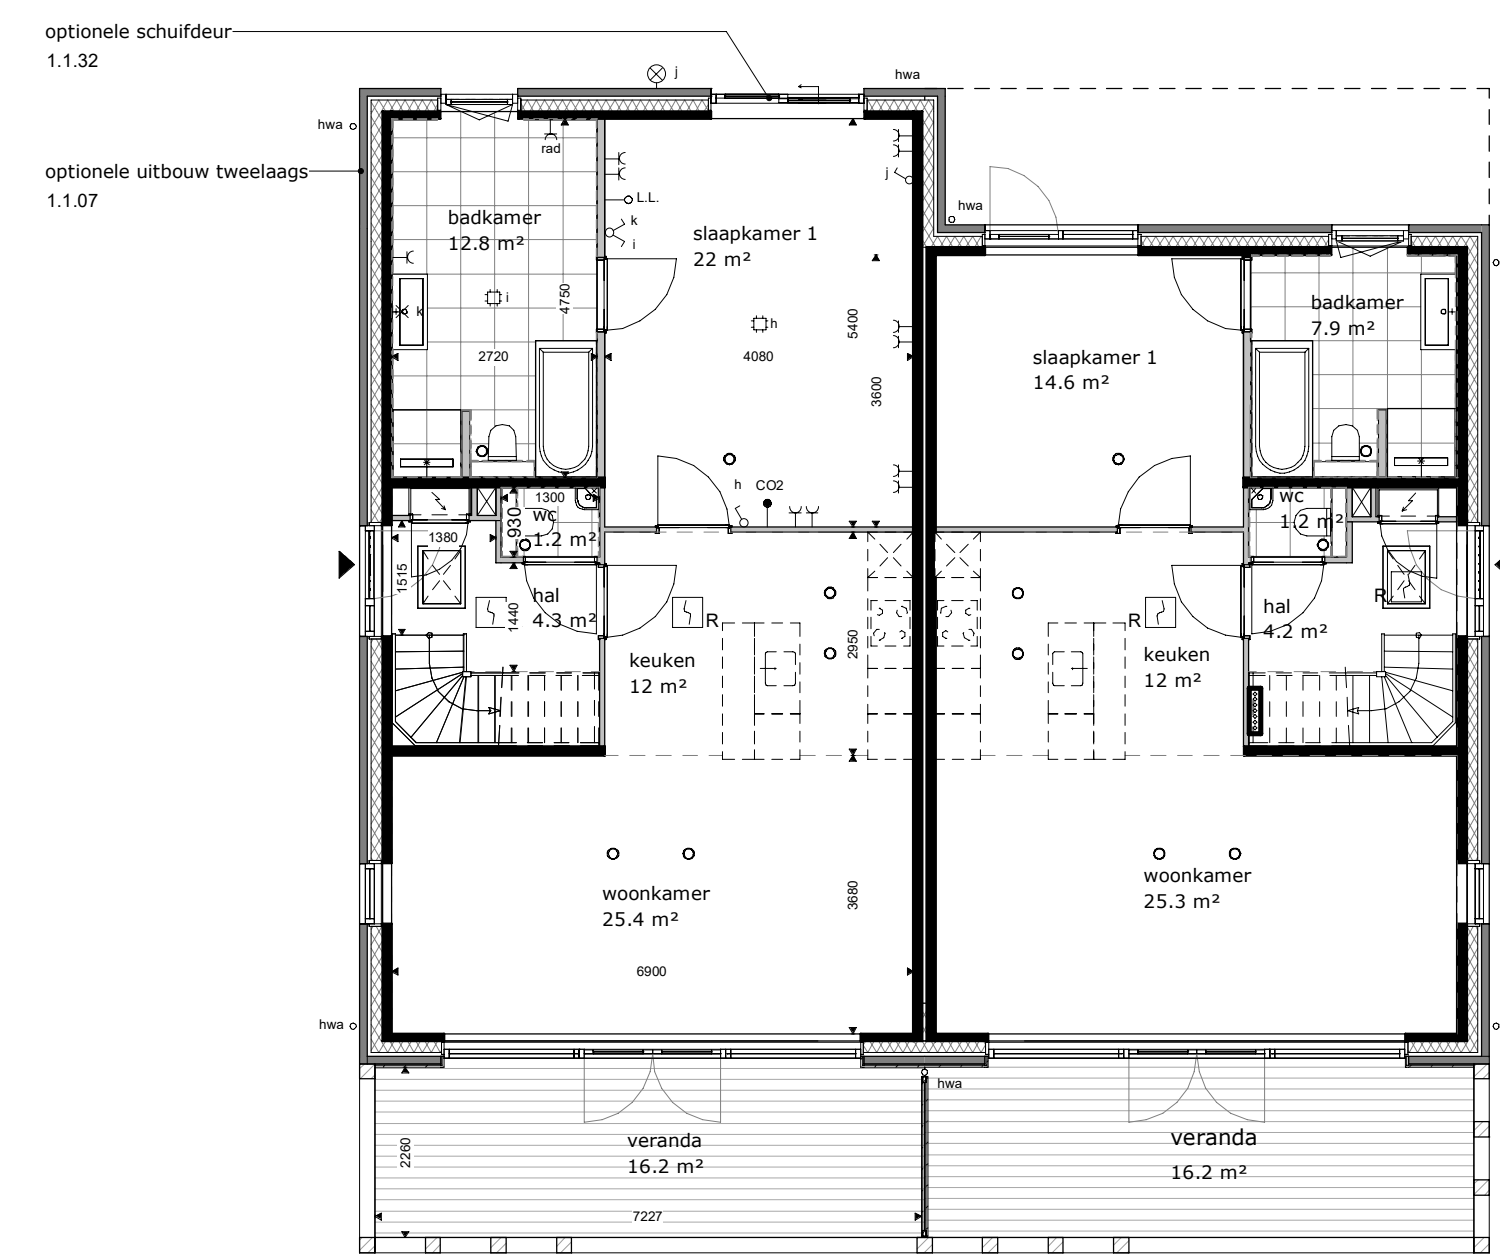 optionele schuifdeur
1.1.32
j
hwa
hwa
rad
optionele uitbouw tweelaags
1.1.07
j
L.L.
k
i
hwa
badkamer
12.8 m²
slaapkamer 1
22 m²
i
4750
k
h
5400
badkamer
7.9 m²
2720
4080
3600
slaapkamer 1
14.6 m²
h
CO2
1300
930
wc
1.2 m²
1380
1515
wc
1.2 m²
hal
4.3 m²
1440
R
2950
keuken
12 m²
R
keuken
12 m²
hal
4.2 m²
R
woonkamer
25.4 m²
3680
woonkamer
25.3 m²
6900
hwa
hwa
veranda
16.2 m²
2260
veranda
16.2 m²
7227